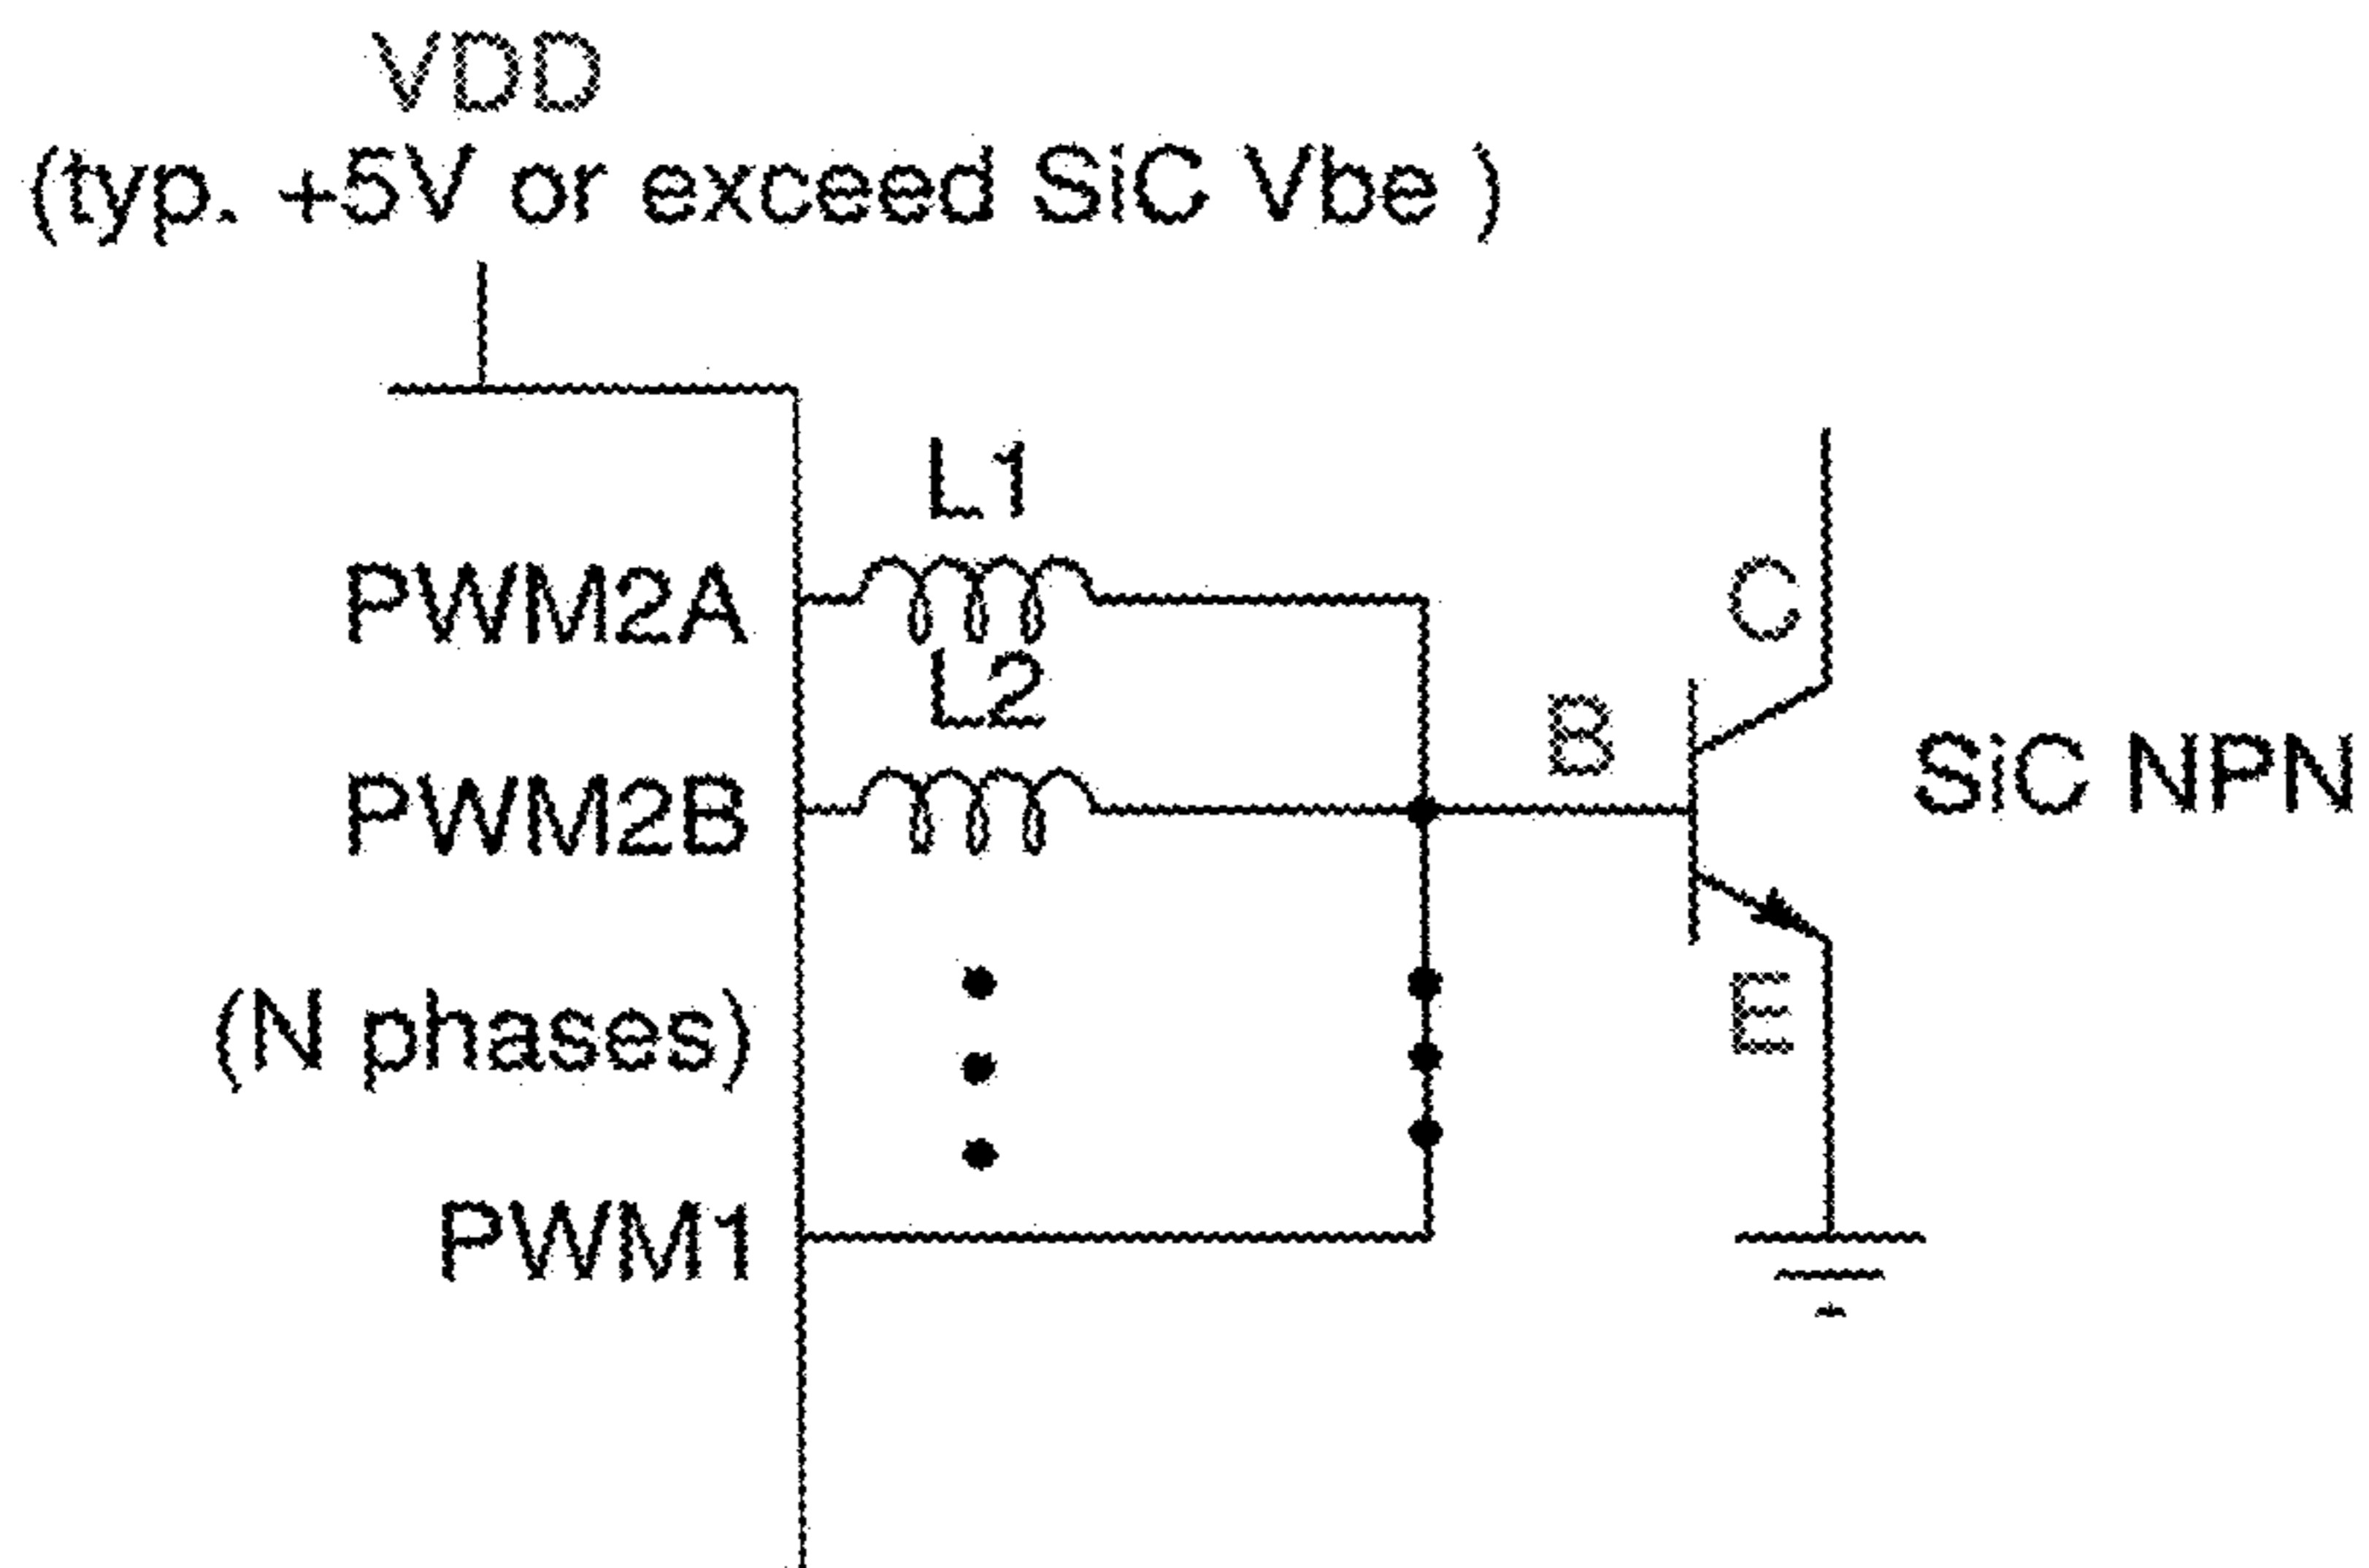 VDD
(typ. +5V or exceed SiC Vbe )
L1
PWM2A
C
L2
B
PWM2B
SiC NPN
E
(N phases)
PWM1